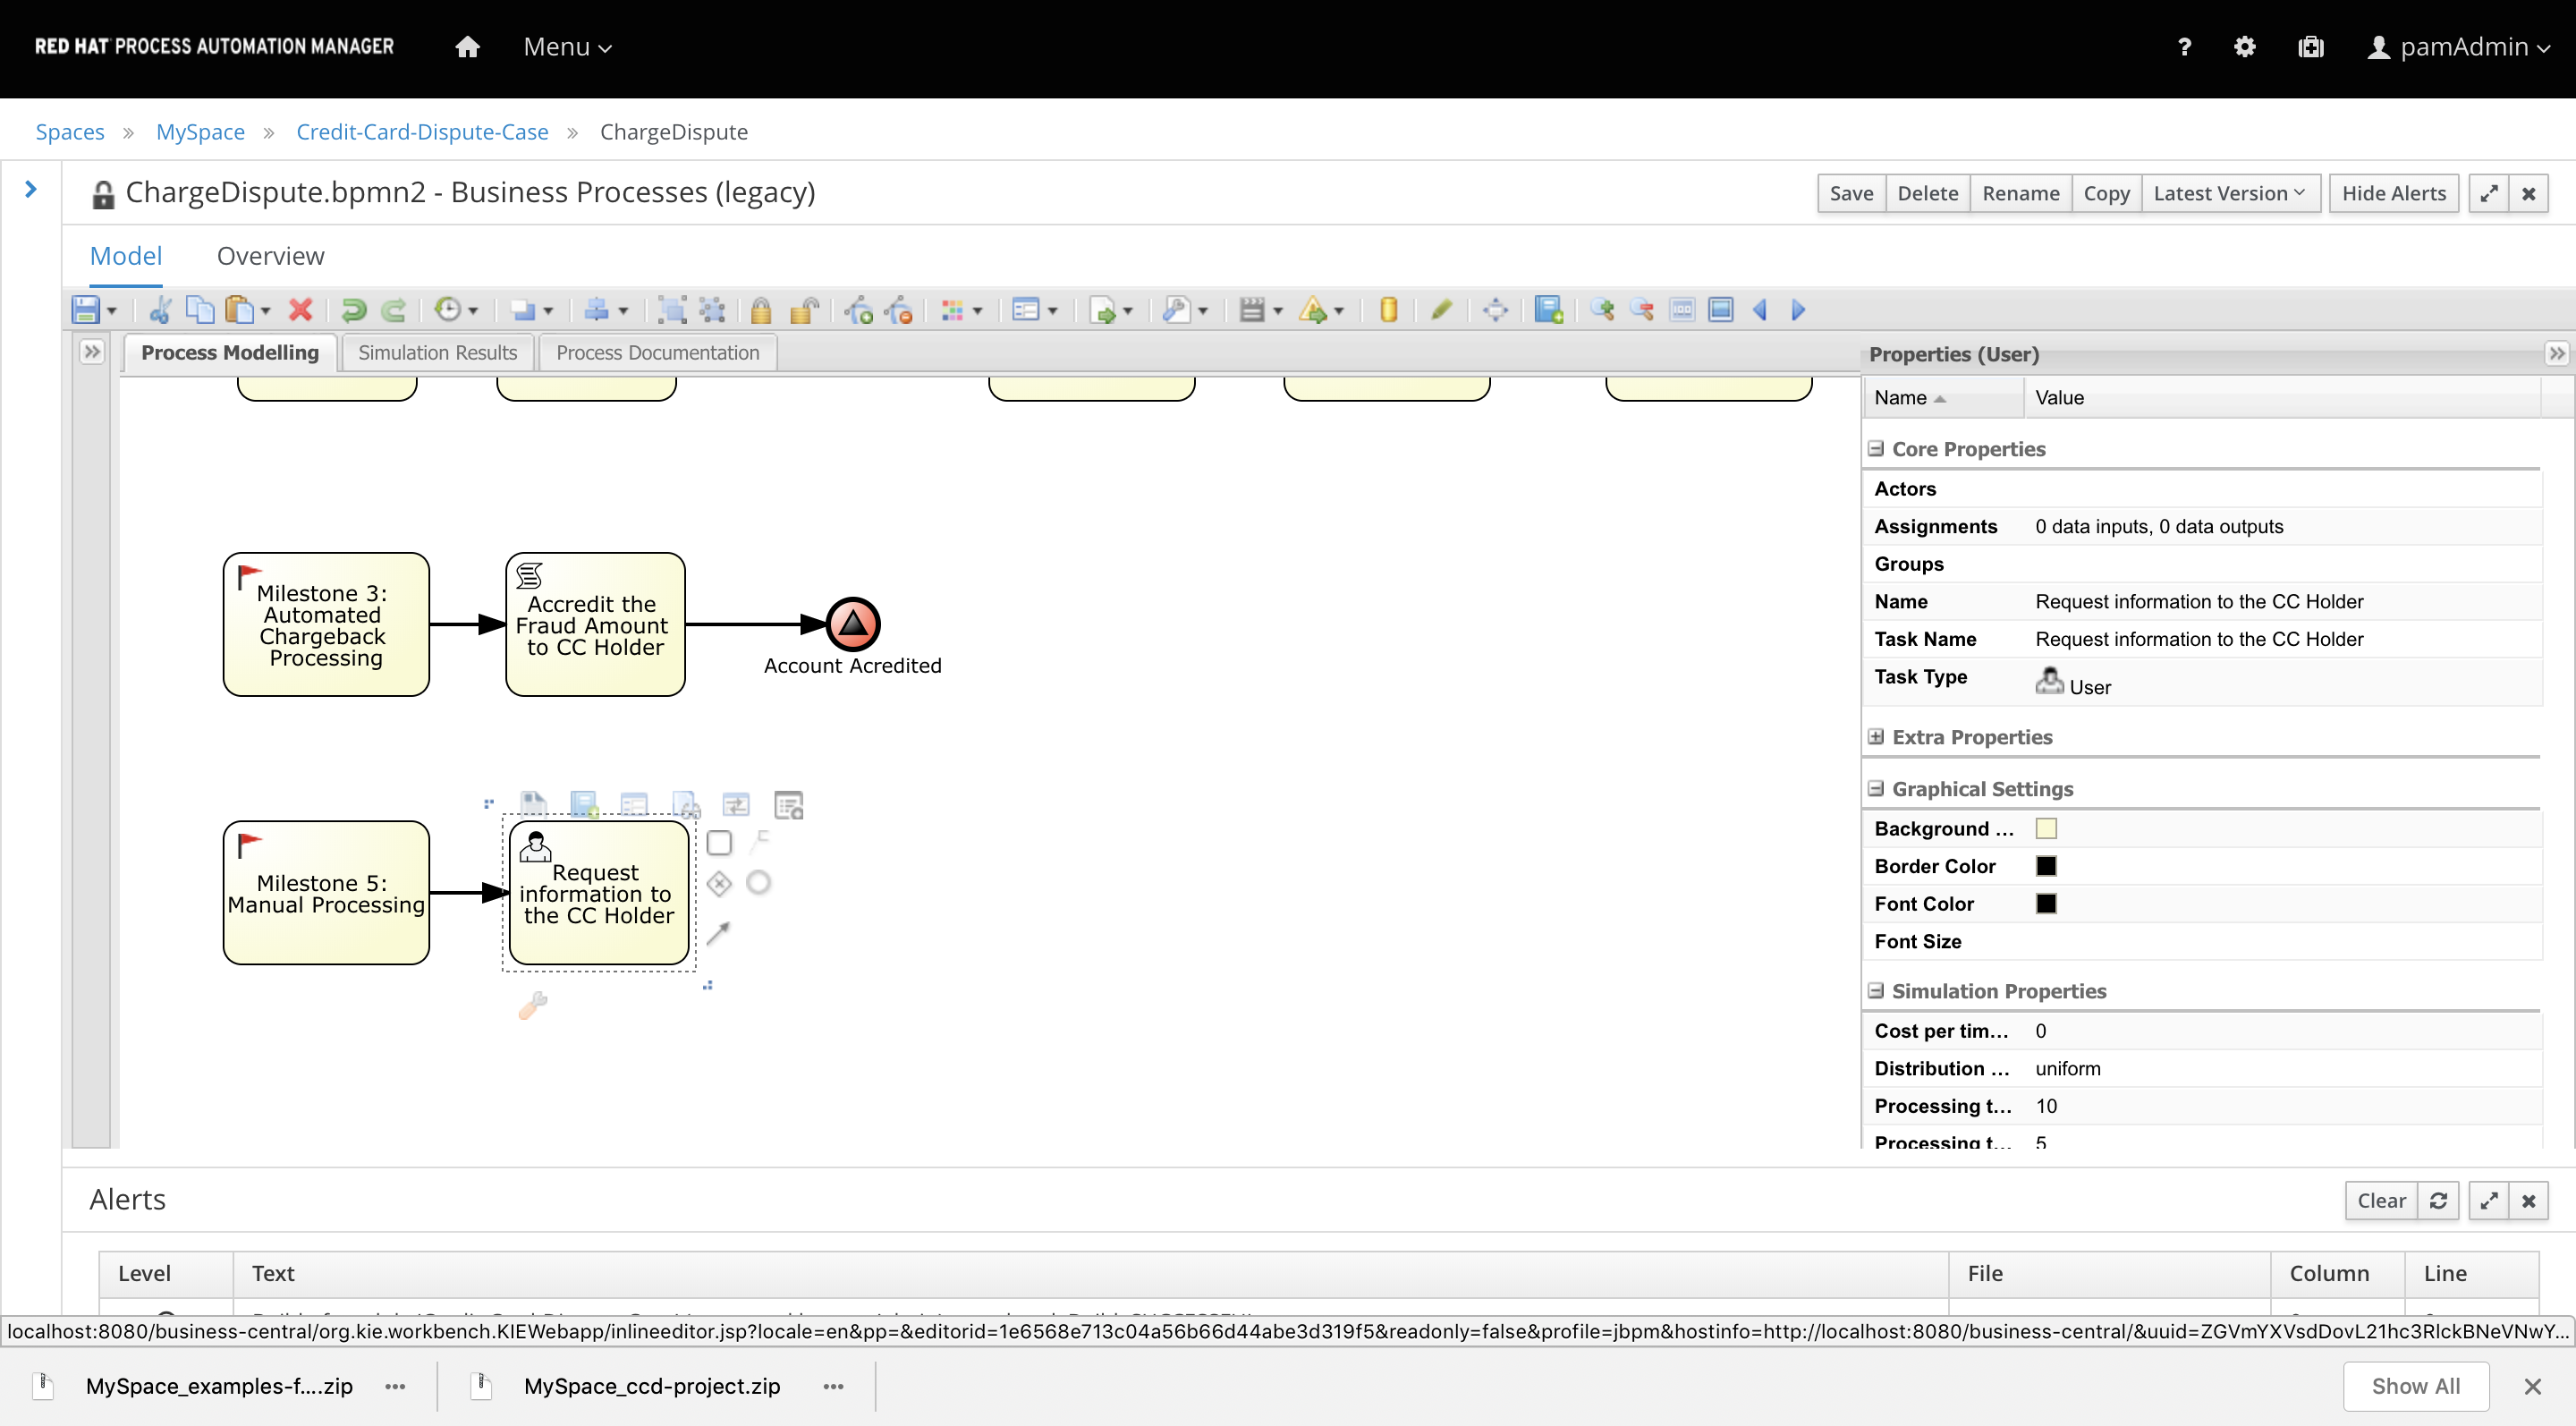 RED HAT PROCESS AUTOMATION MANAGER
Menu
?
pamAdmin
Spaces » MySpace » Credit-Card-Dispute-Case » ChargeDispute
ChargeDispute.bpmn2 - Business Processes (legacy)
Save
Delete
Rename
Copy
Latest Version
Hide Alerts
Model
Overview
Process Modelling
Simulation Results
Process Documentation
Milestone 3:
Automated
Chargeback
Processing
Accredit the
Fraud Amount
to CC Holder
Account Acredited
Milestone 5:
Manual Processing
Request
information to
the CC Holder
Properties (User)
Name
Value
Core Properties
Actors
Assignments 0 data inputs, 0 data outputs
Groups
Name Request information to the CC Holder
Task Name Request information to the CC Holder
Task Type User
Extra Properties
Graphical Settings
Background ...
Border Color
Font Color
Font Size
Simulation Properties
Cost per tim... 0
Distribution ... uniform
Processing t... 10
Processing t... 5
Alerts
Clear
Level
Text
File
Column
Line
localhost:8080/business-central/org.kie.workbench.KIEWebapp/inlineeditor.jsp?locale=en&pp=&editorid=1e6568e713c04a56b66d44abe3d319f5&readonly=false&profile=jbpm&hostinfo=http://localhost:8080/business-central/&uuid=ZGVmYXVsdDovL21hc3RlckBNeVNwY...
MySpace_examples-f....zip
MySpace_ccd-project.zip
Show All